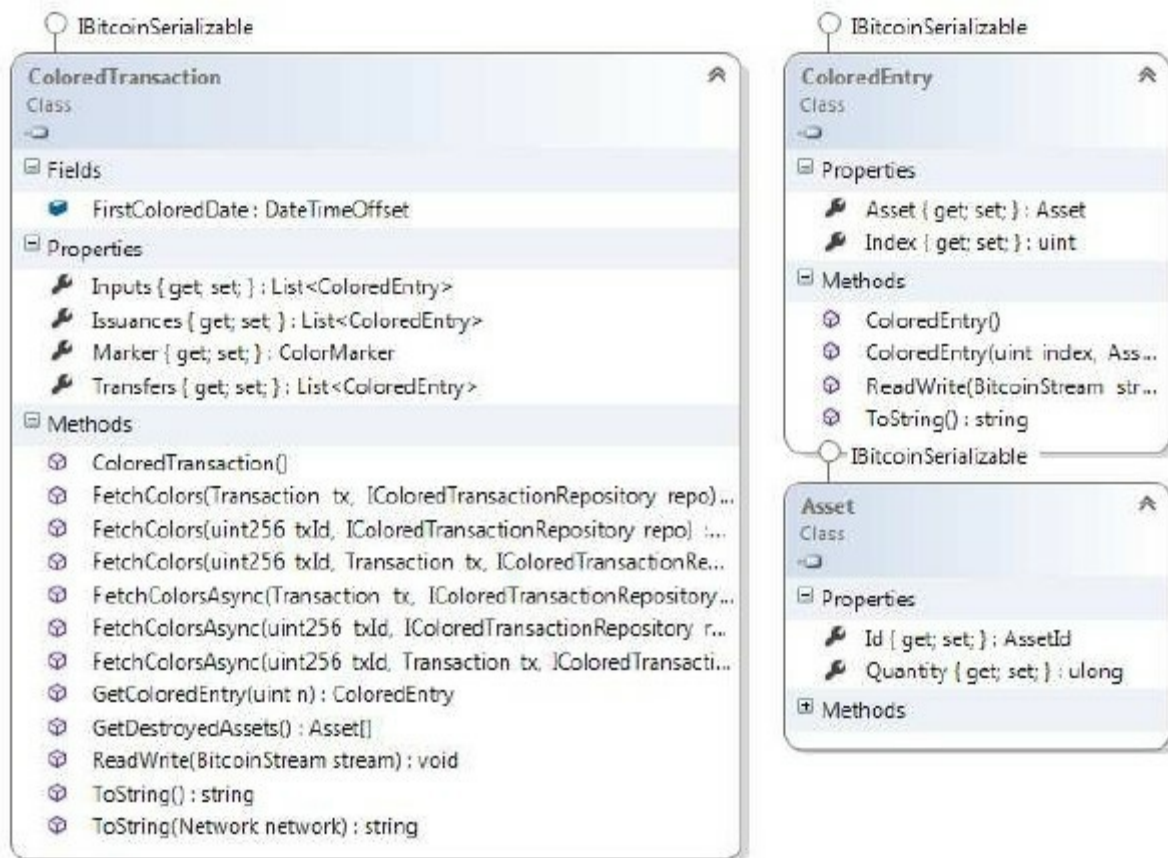 IBitcoinSerializable
ColoredTransaction
Class
Fields
FirstColoredDate : DateTimeOffset
Properties
Inputs { get; set; } : List<ColoredEntry>
Issuances { get; set; } : List<ColoredEntry>
Marker { get; set; } : ColorMarker
Transfers { get; set; } : List<ColoredEntry>
Methods
ColoredTransaction()
FetchColors(Transaction tx, IColoredTransactionRepository repo)...
FetchColors(uint256 txId, IColoredTransactionRepository repo) :...
FetchColors(uint256 txId, Transaction tx, IColoredTransactionRe...
FetchColorsAsync(Transaction tx, IColoredTransactionRepository...
FetchColorsAsync(uint256 txId, IColoredTransactionRepository r...
FetchColorsAsync(uint256 txId, Transaction tx, IColoredTransacti...
GetColoredEntry(uint n) : ColoredEntry
GetDestroyedAssets() : Asset[]
ReadWrite(BitcoinStream stream) : void
ToString() : string
ToString(Network network) : string
IBitcoinSerializable
ColoredEntry
Class
Properties
Asset { get; set; } : Asset
Index { get; set; } : uint
Methods
ColoredEntry()
ColoredEntry(uint index, Ass...
ReadWrite(BitcoinStream str...
ToString() : string
IBitcoinSerializable
Asset
Class
Properties
Id { get; set; } : AssetId
Quantity { get; set; } : ulong
Methods